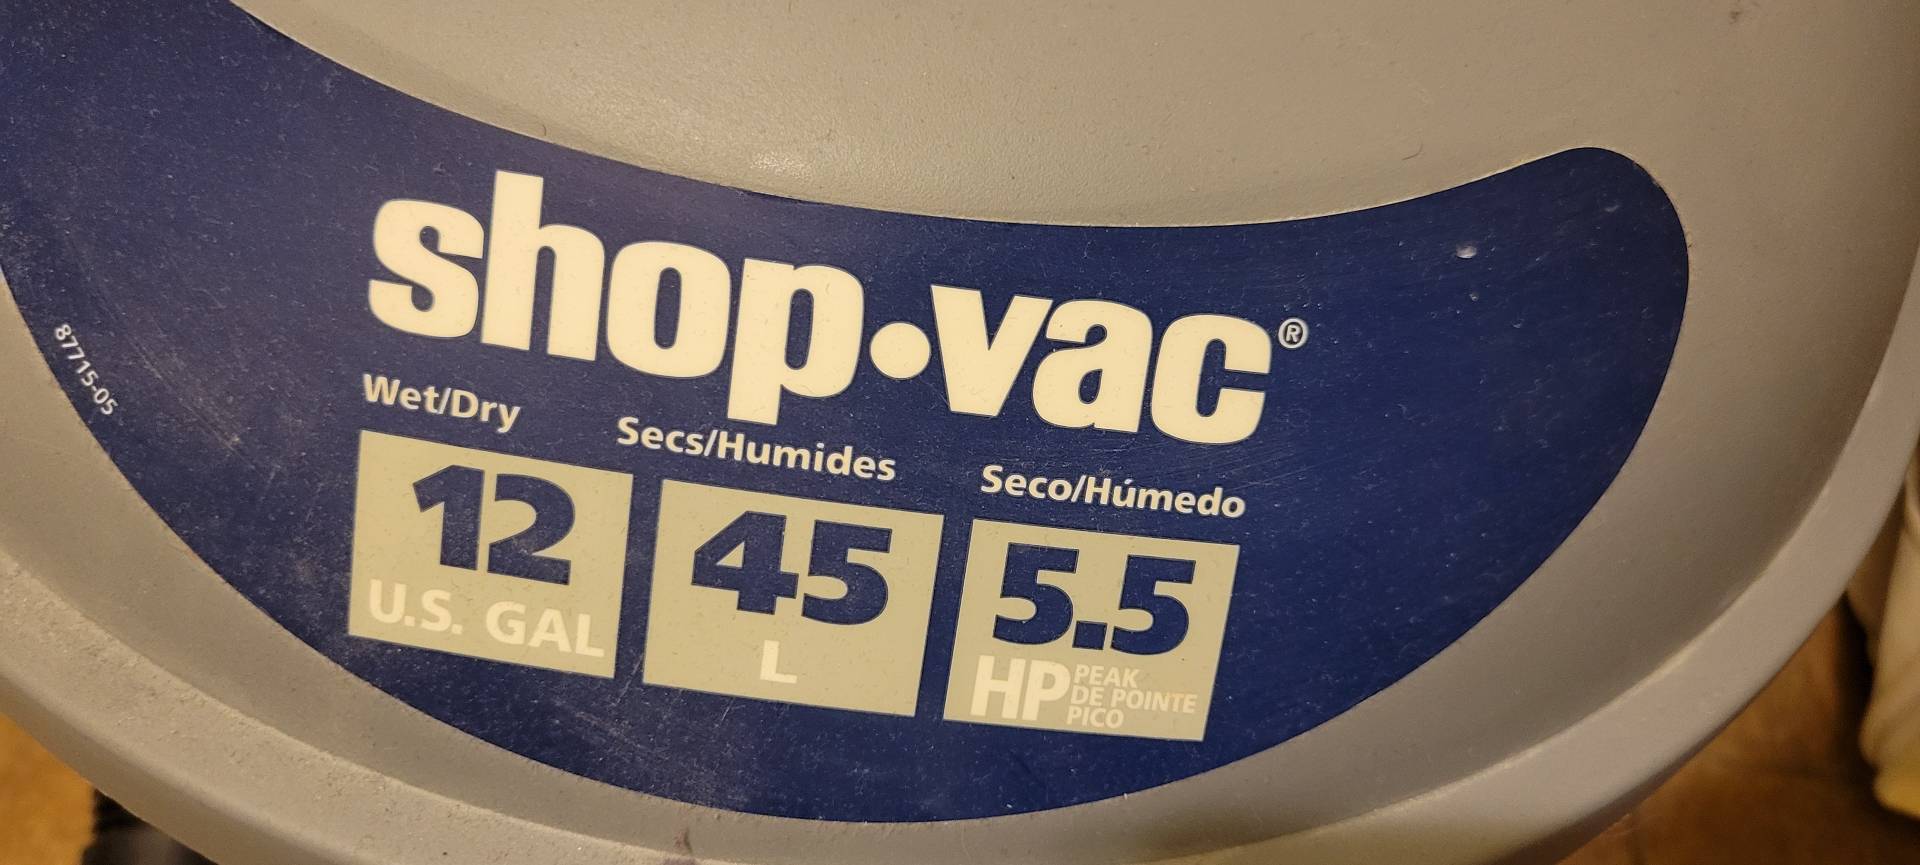 shop•vac®
Wet/Dry
Secs/Humides
Seco/Húmedo
12
U.S. GAL
45
L
5.5
HP PEAK
DE POINTE
PICO
87715-05